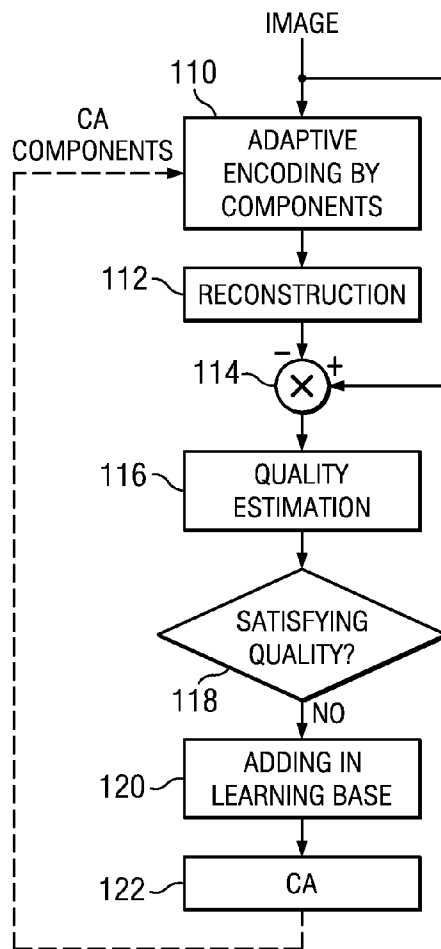 IMAGE
110
CA
COMPONENTS
ADAPTIVE
ENCODING BY
COMPONENTS
112
RECONSTRUCTION
− +
114
×
116
QUALITY
ESTIMATION
SATISFYING
QUALITY?
118
NO
120
ADDING IN
LEARNING BASE
122
CA